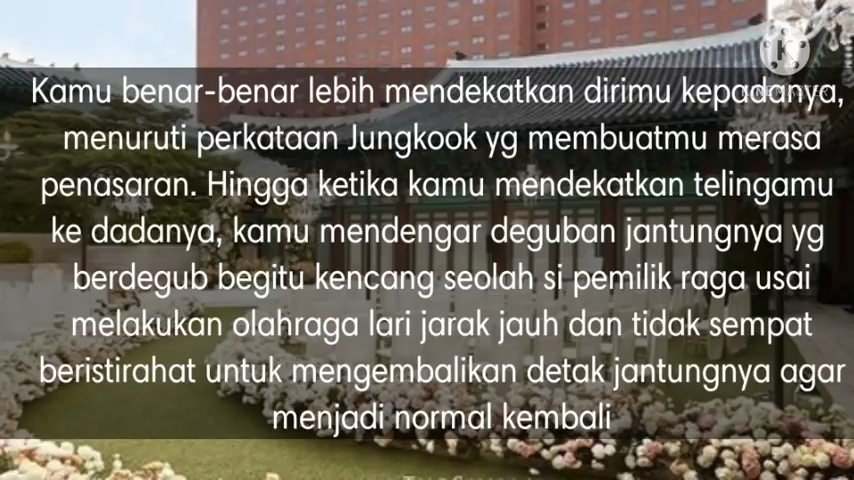 KINEMASTER
Kamu benar-benar lebih mendekatkan dirimu kepadanya,
menuruti perkataan Jungkook yg membuatmu merasa
penasaran. Hingga ketika kamu mendekatkan telingamu
ke dadanya, kamu mendengar deguban jantungnya yg
berdegub begitu kencang seolah si pemilik raga usai
melakukan olahraga lari jarak jauh dan tidak sempat
beristirahat untuk mengembalikan detak jantungnya agar
menjadi normal kembali